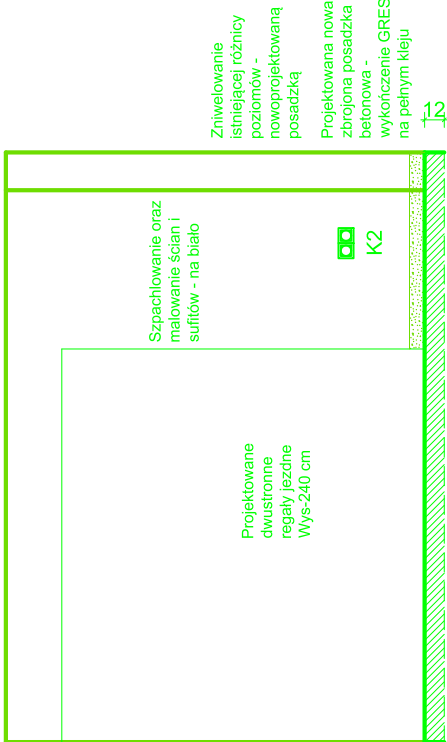 Zniwelowanie
istniejącej różnicy
poziomów -
nowoprojektowaną
posadzką
Projektowana nowa
zbrojona posadzka
betonowa -
wykończenie GRES
na pełnym kleju
12
Szpachlowanie oraz
malowanie ścian i
sufitów - na biało
K2
Projektowane
dwustronne
regały jezdne
Wys-240 cm